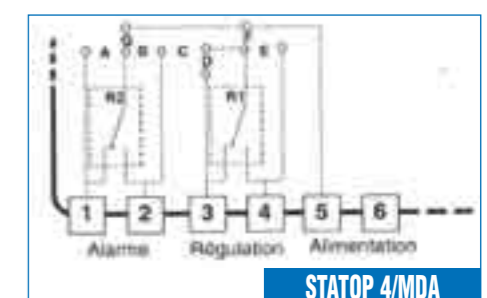 G F
A B C D E
R2 R1
1 2 3 4 5 6
Alarme Régulation Alimentation
STATOP 4/MDA